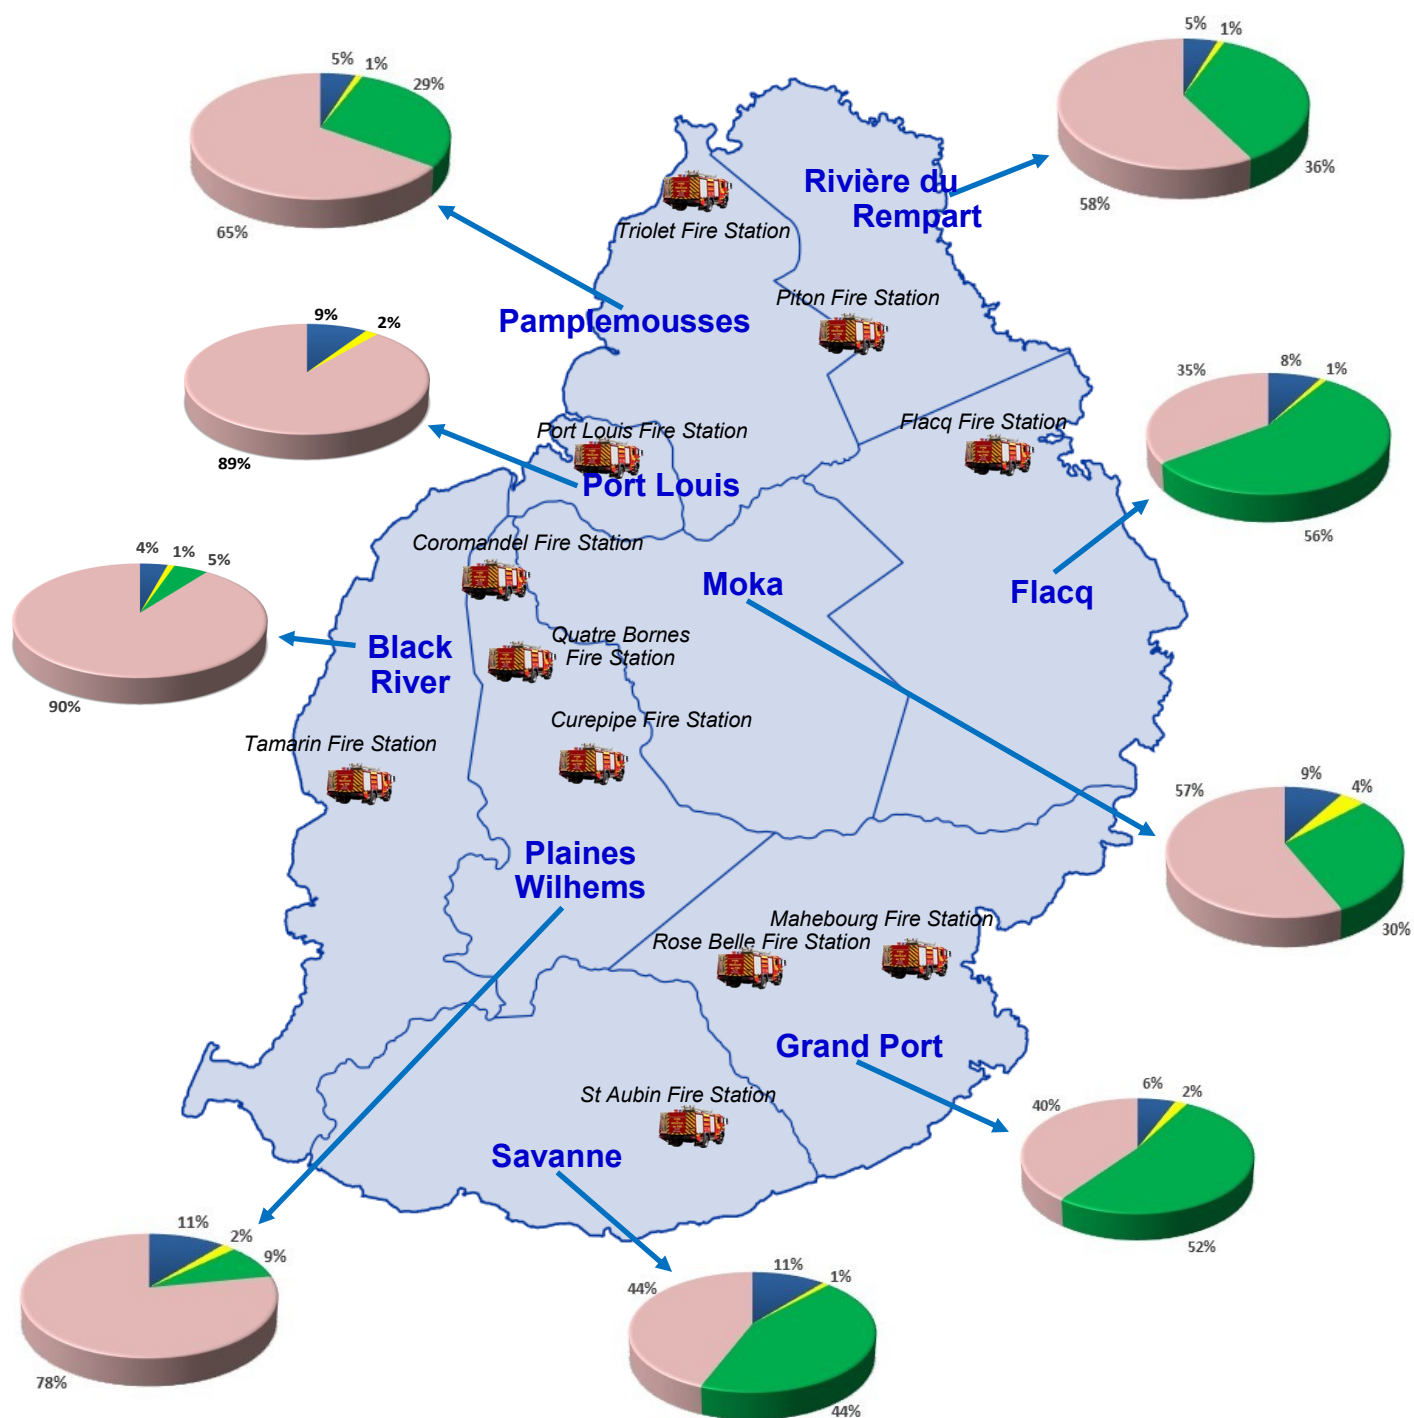 5%
1%
29%
65%
5%
1%
36%
58%
Rivière du
Rempart
Triolet Fire Station
Piton Fire Station
Pamplemousses
9%
2%
89%
35%
8%
1%
56%
Port Louis Fire Station
Flacq Fire Station
Port Louis
Coromandel Fire Station
Moka
Flacq
4%
1%
5%
90%
Black
River
Quatre Bornes
Fire Station
Curepipe Fire Station
Tamarin Fire Station
57%
9%
4%
30%
Plaines
Wilhems
Mahebourg Fire Station
Rose Belle Fire Station
Grand Port
St Aubin Fire Station
Savanne
40%
6%
2%
52%
11%
2%
9%
78%
44%
11%
1%
44%